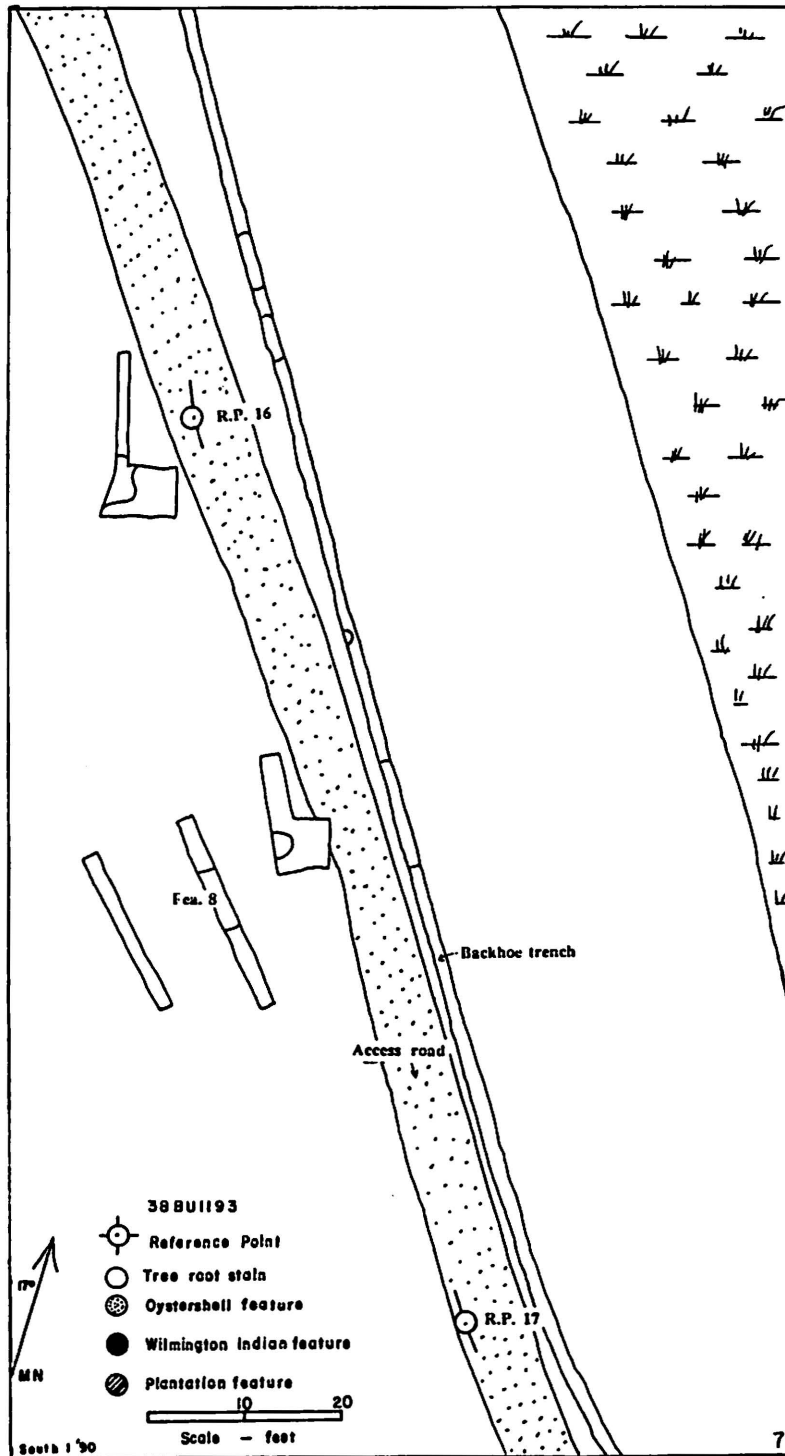 R.P. 16
Fea. 8
Backhoe trench
Access road
38BU1193
Reference Point
Tree root stain
Oystershell feature
Wilmington Indian feature
Plantation feature
17°
MN
R.P. 17
10 20
Scale – feet
South 1 '90
7